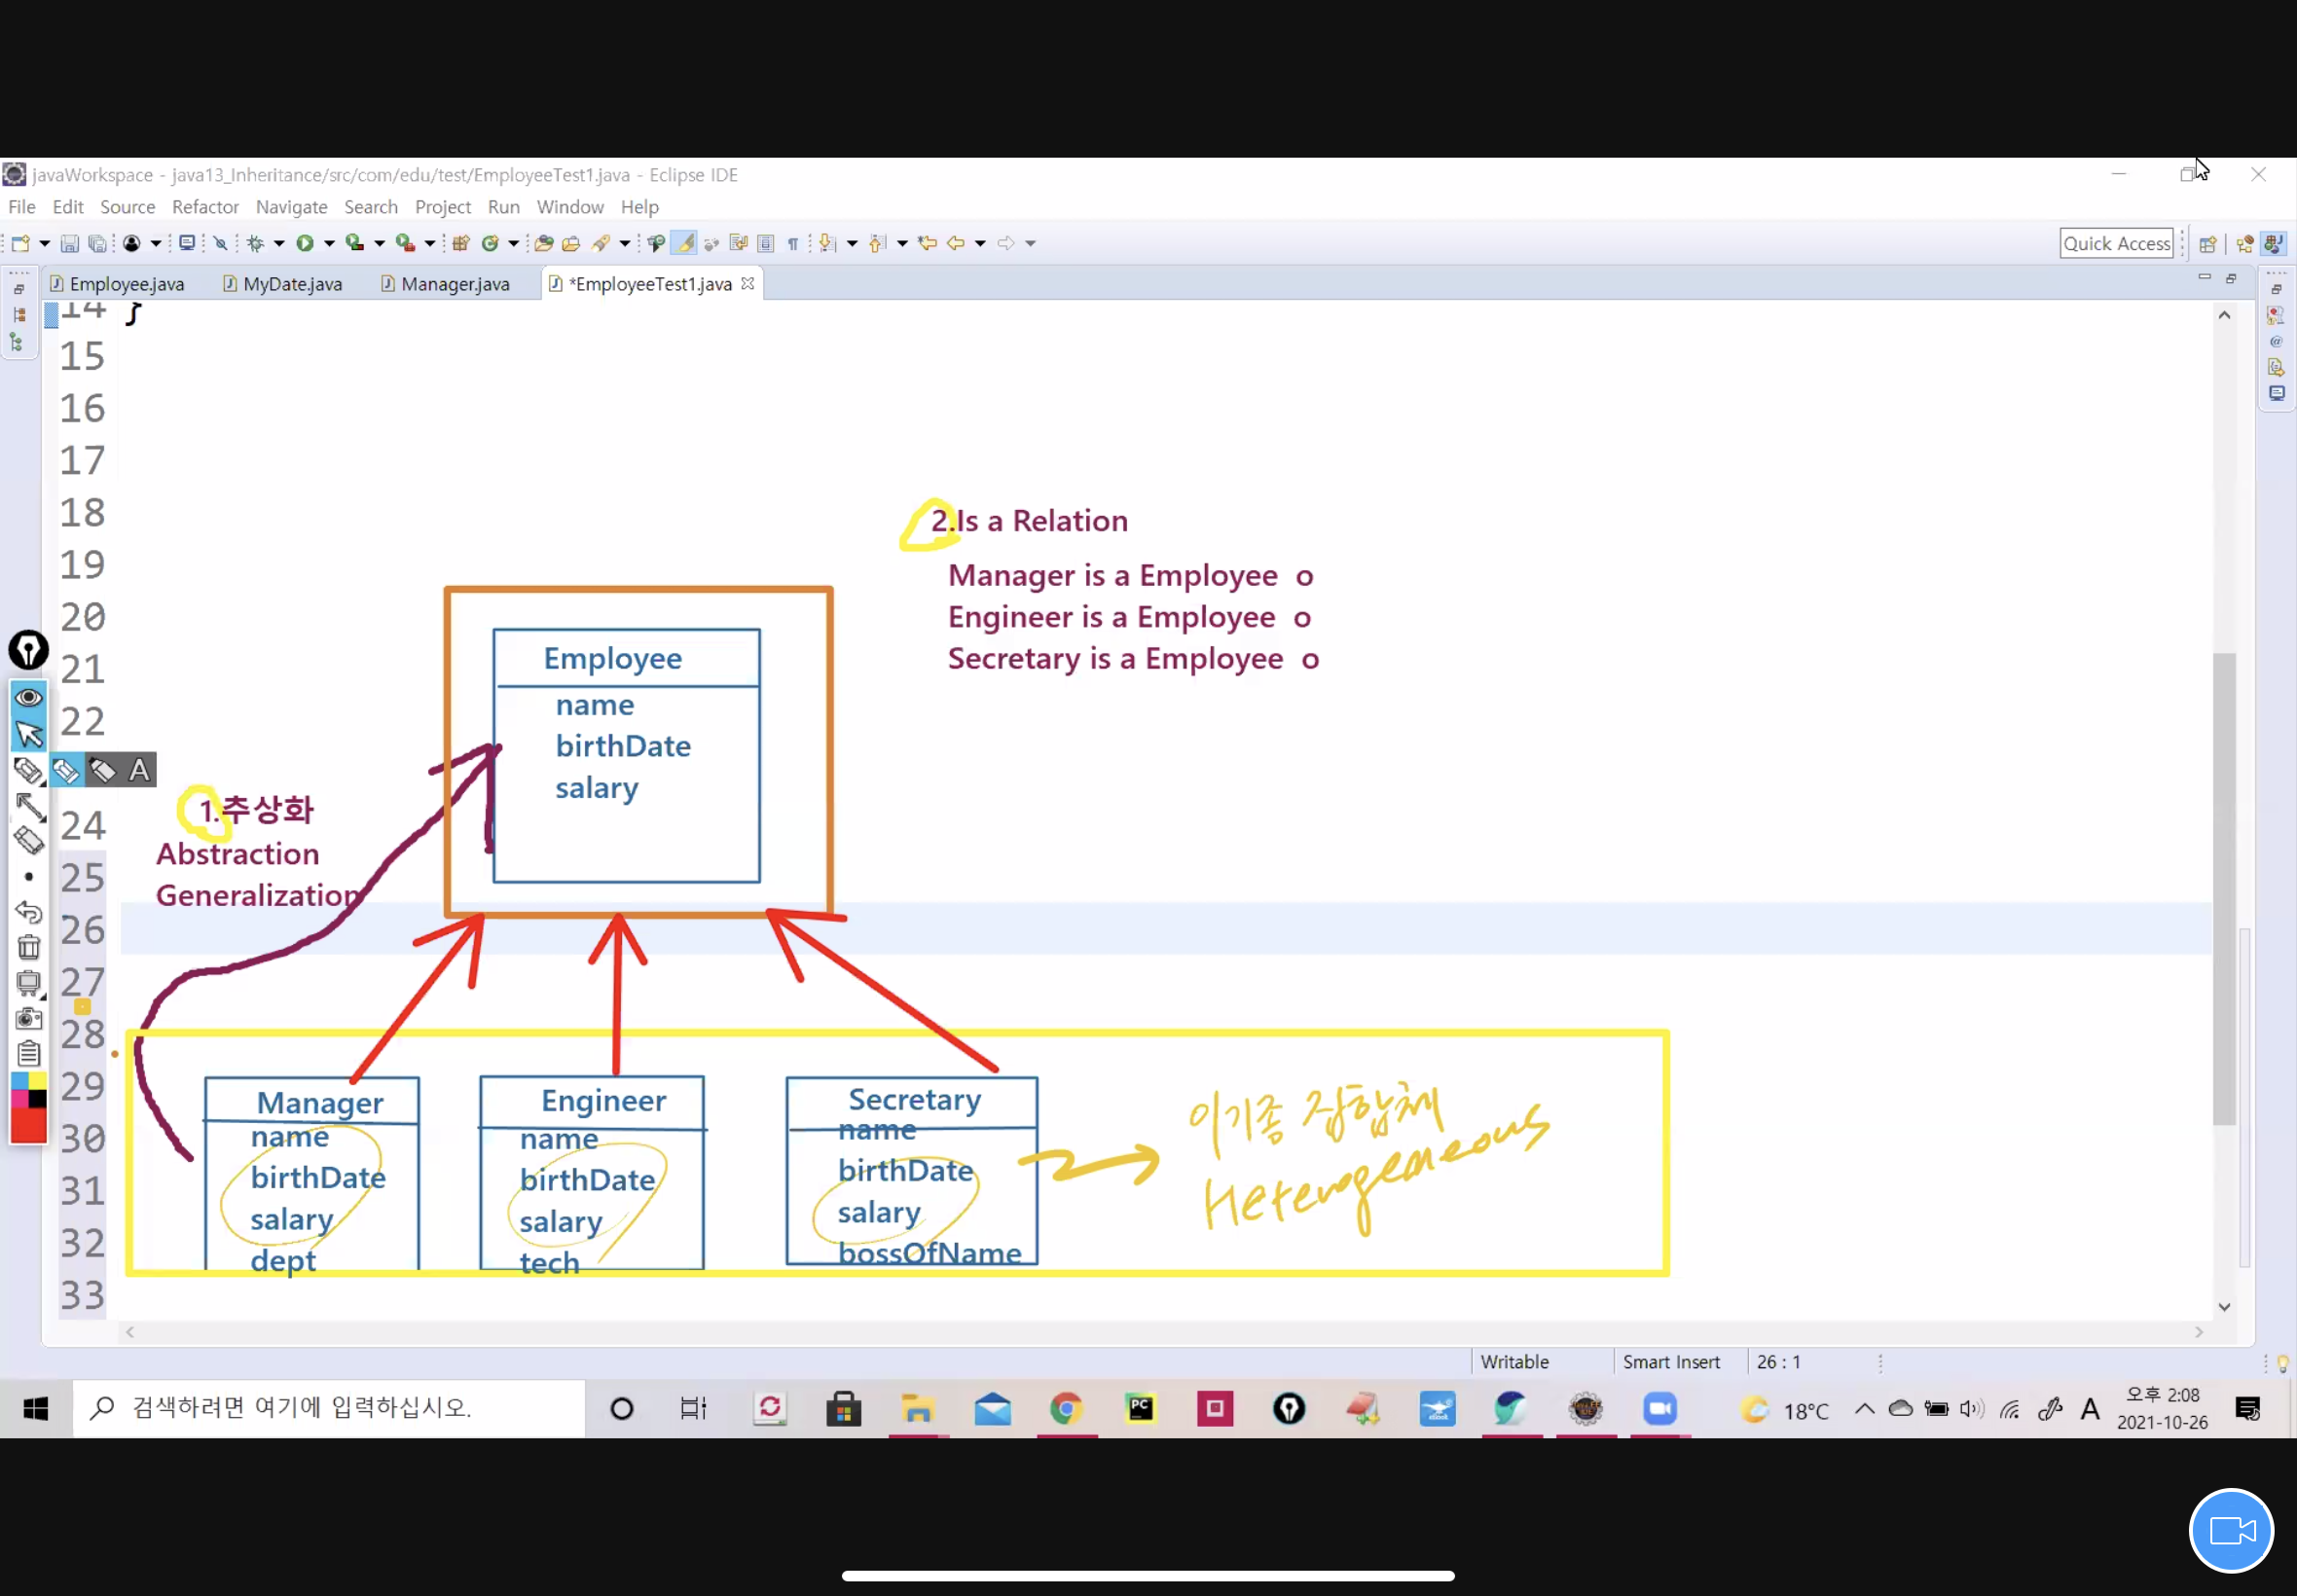 javaWorkspace - java13_Inheritance/src/com/edu/test/EmployeeTest1.java - Eclipse IDE
File Edit Source Refactor Navigate Search Project Run Window Help
Quick Access
Employee.java MyDate.java Manager.java *EmployeeTest1.java
14 }
15
16
17
18
19
20
21
22
24
25
26
27
28
29
30
31
32
33
2.Is a Relation
Manager is a Employee o
Engineer is a Employee o
Secretary is a Employee o
Employee
name
birthDate
salary
A
1.추상화
Abstraction
Generalization
Manager
name
birthDate
salary
dept
Engineer
name
birthDate
salary
tech
Secretary
name
birthDate
salary
bossOfName
이기종 집합체
Heterogeneous
Writable Smart Insert 26 : 1
검색하려면 여기에 입력하십시오.
PC
18°C
A
오후 2:08
2021-10-26